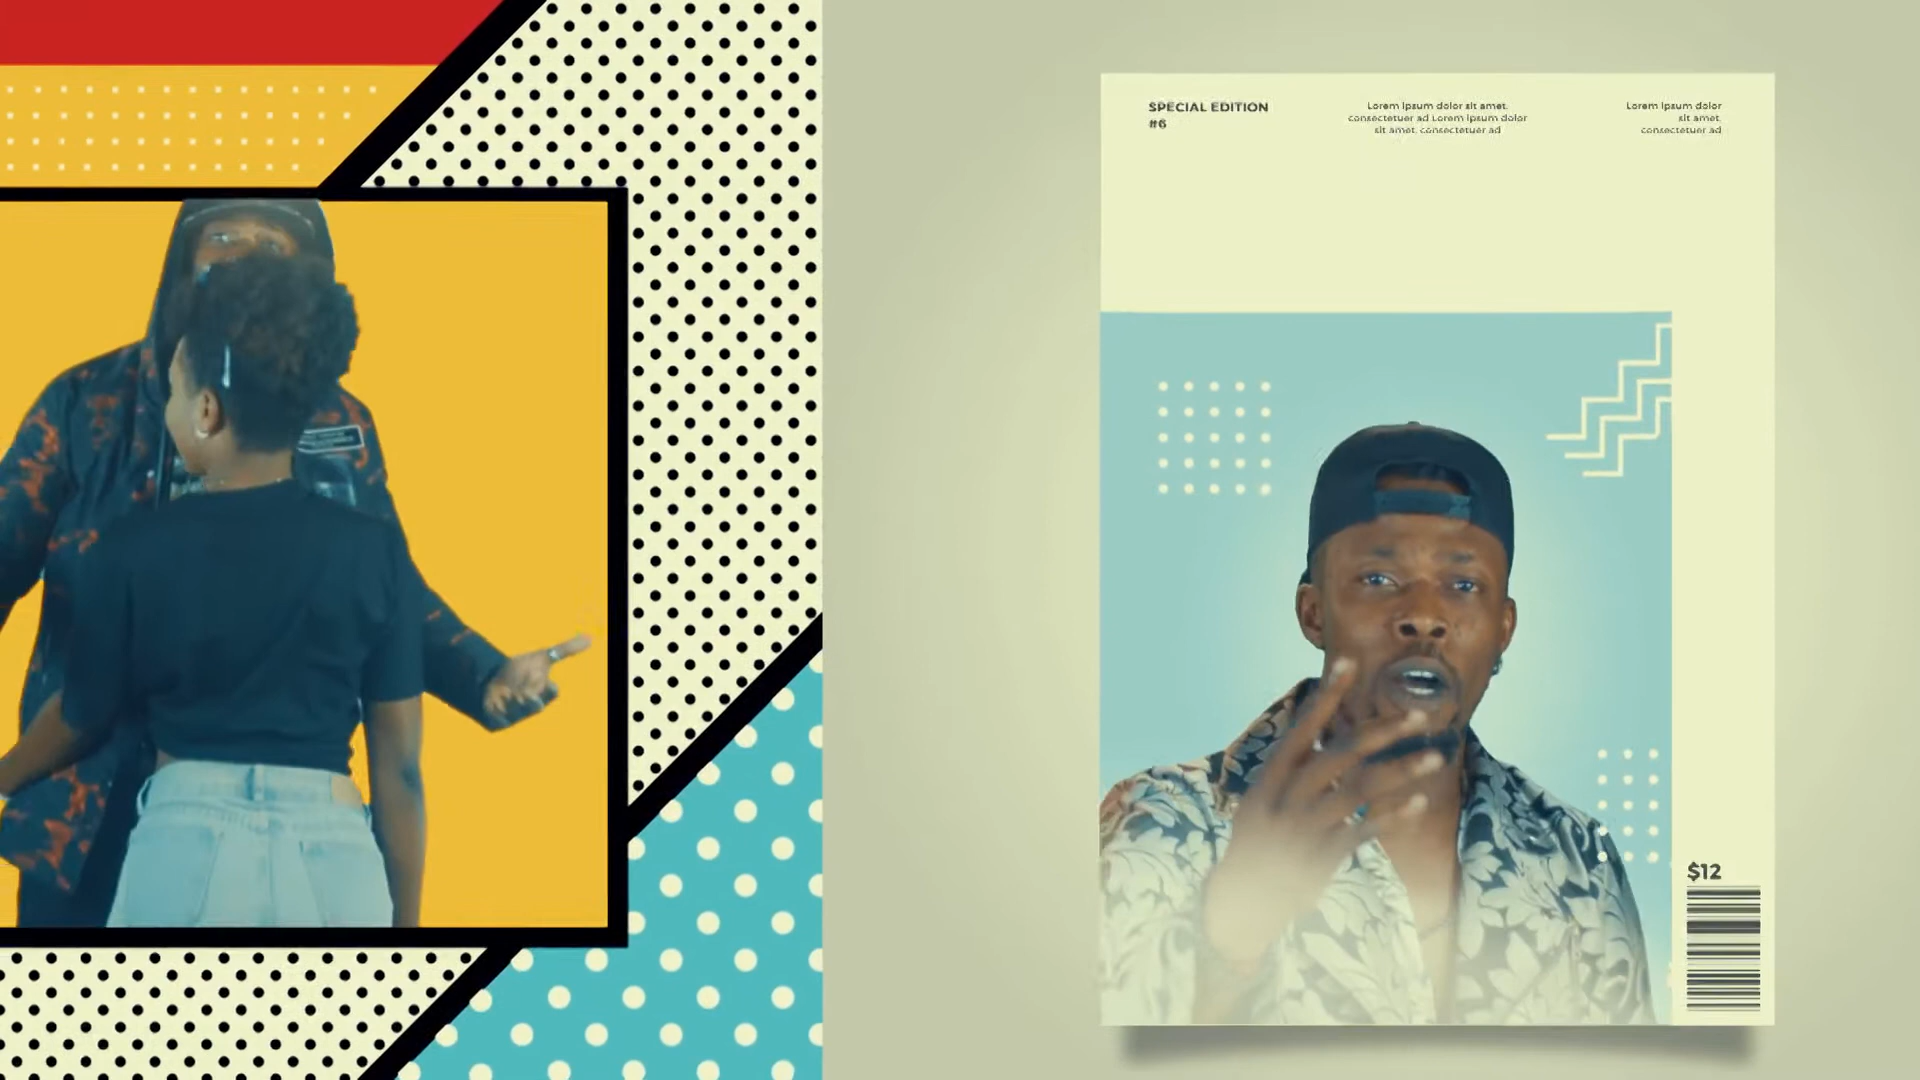 SPECIAL EDITION
#6
Lorem ipsum dolor sit amet,
consectetuer ad Lorem ipsum dolor
sit amet, consectetuer ad
Lorem ipsum dolor
sit amet,
consectetuer ad
$12